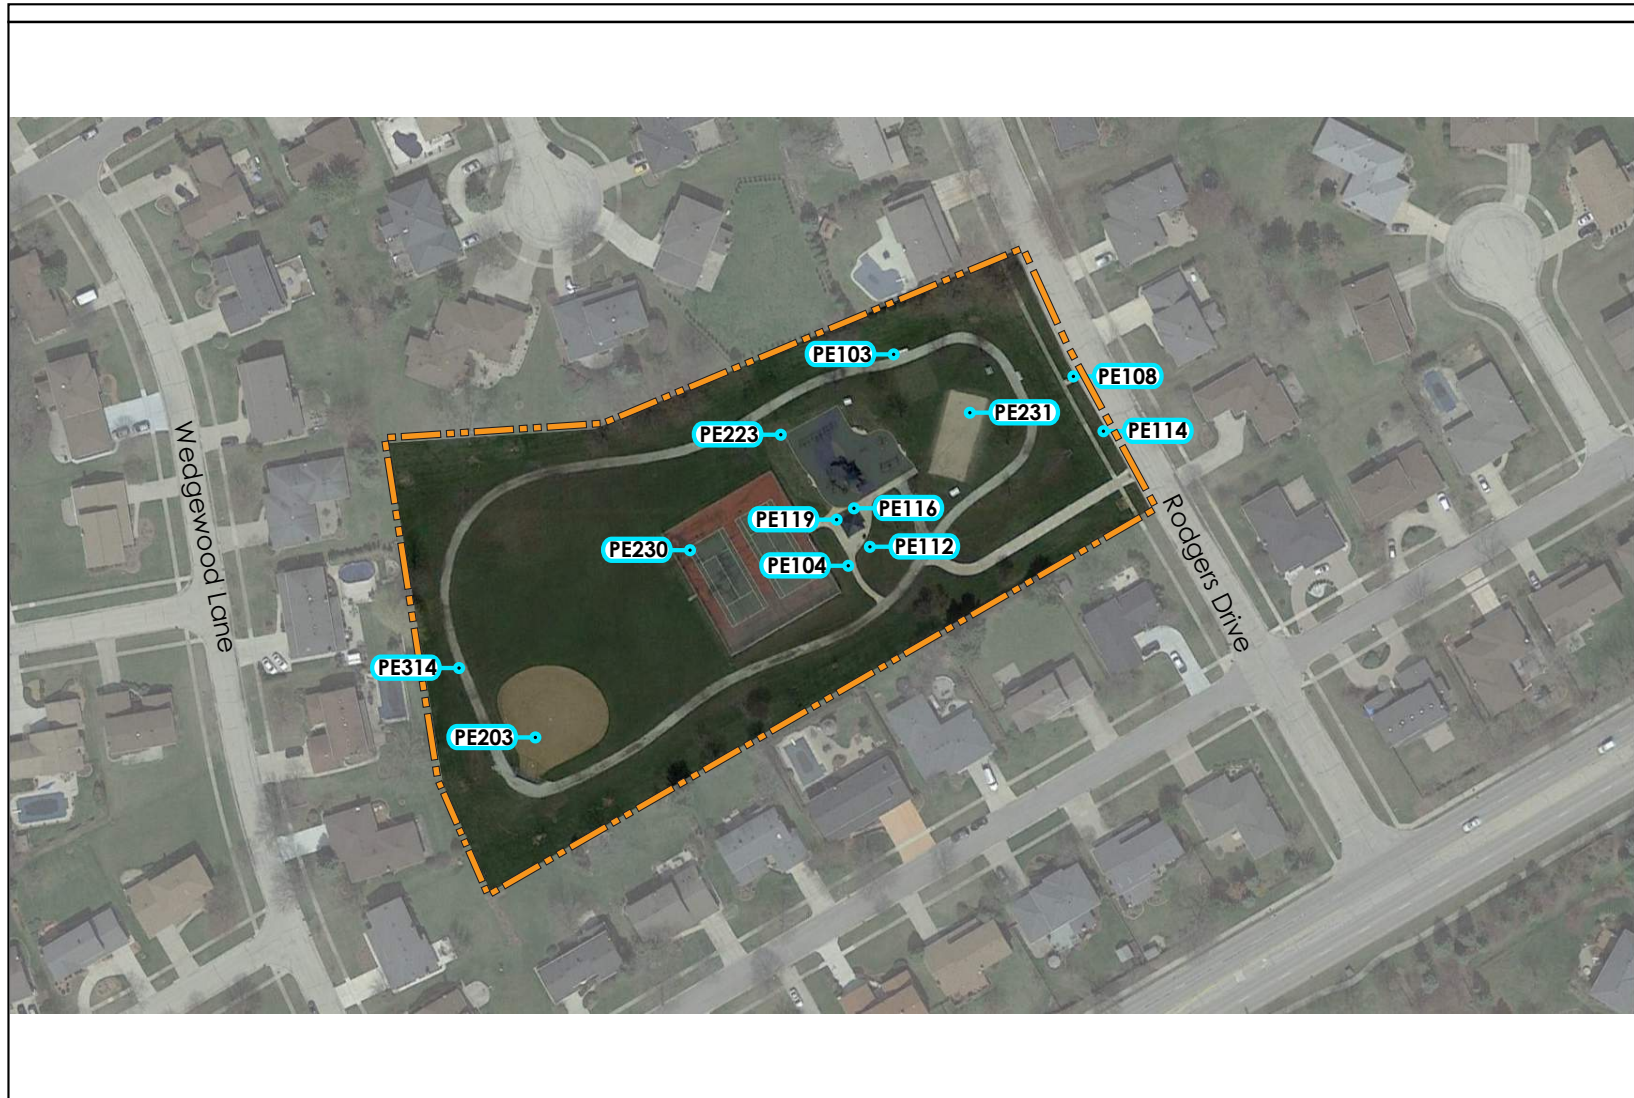 PE103
PE108
PE231
PE114
PE223
PE116
PE119
PE112
PE230
PE104
PE314
PE203
Wedgewood Lane
Rodgers Drive